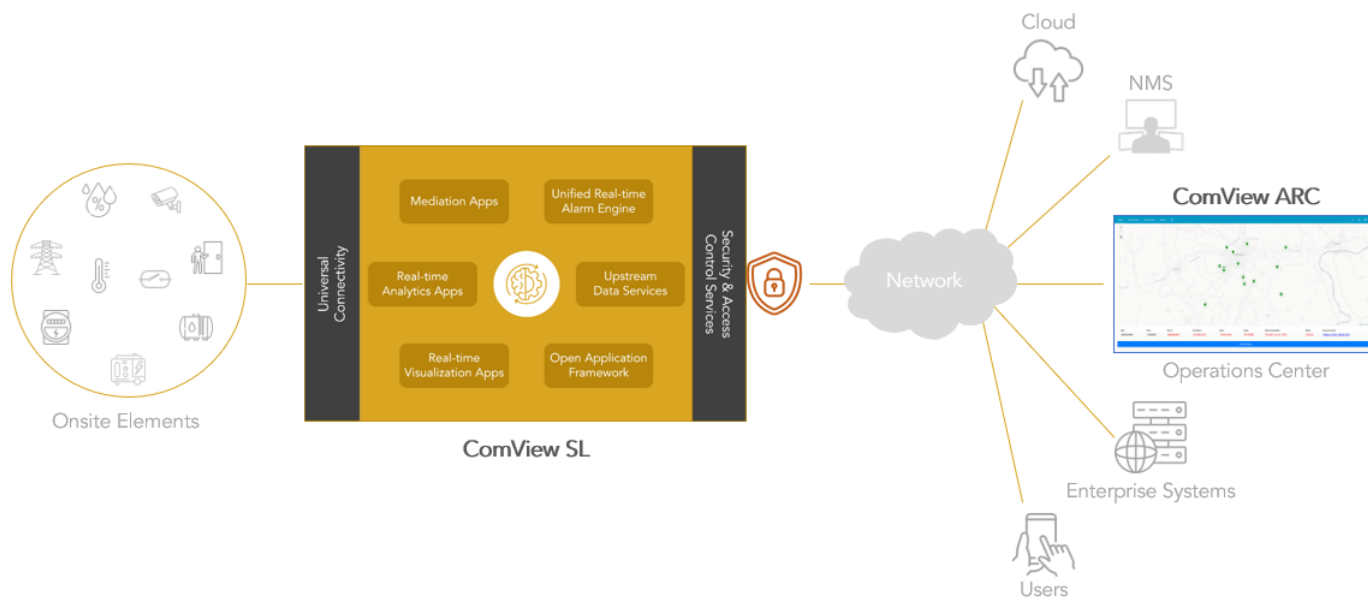 Cloud
NMS
ComView ARC
Operations Center
Enterprise Systems
Users
Network
Onsite Elements
Universal
Connectivity
Mediation Apps
Unified Real-time
Alarm Engine
Real-time
Analytics Apps
Upstream
Data Services
Real-time
Visualization Apps
Open Application
Framework
Security & Access
Control Services
ComView SL
%